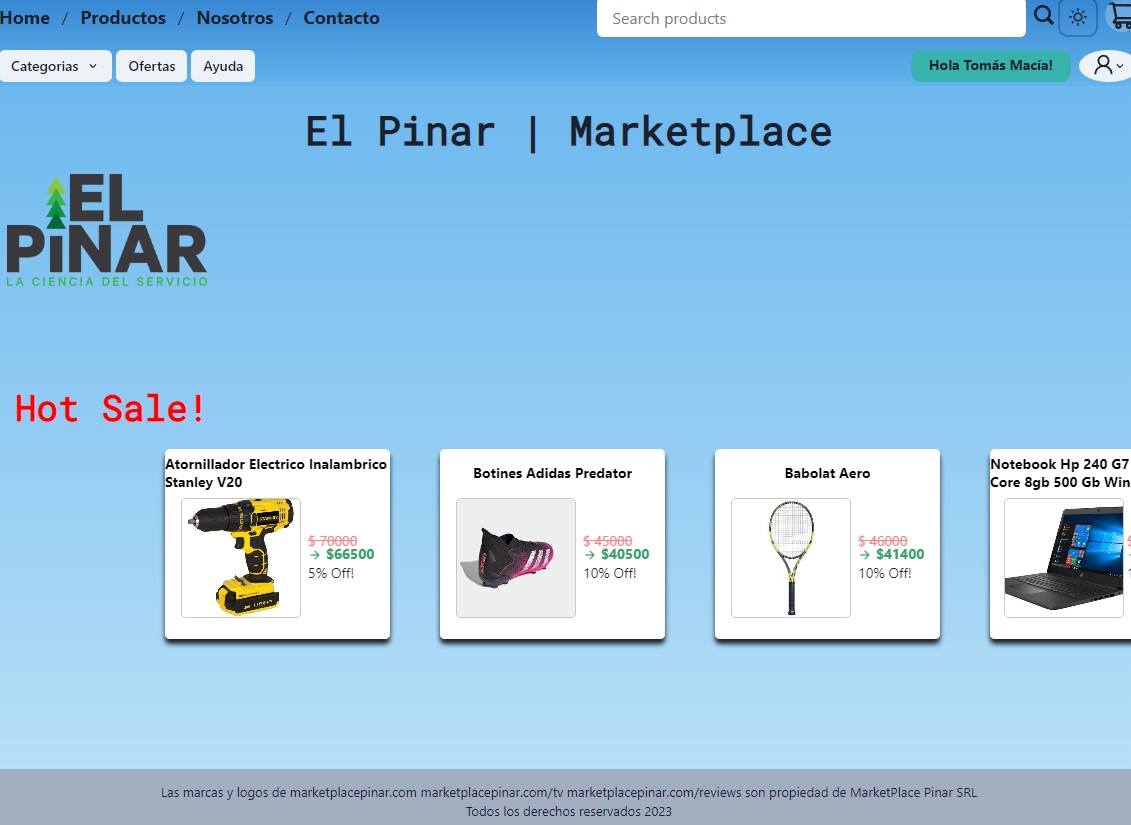 Home / Productos / Nosotros / Contacto
Search products
Categorias
Ofertas
Ayuda
Hola Tomás Macía!
El Pinar | Marketplace
EL
PiNAR
LA CIENCIA DEL SERVICIO
Hot Sale!
Atornillador Electrico Inalambrico
Stanley V20
$ 70000
→ $66500
5% Off!
Botines Adidas Predator
$ 45000
→ $40500
10% Off!
Babolat Aero
$ 46000
→ $41400
10% Off!
Notebook Hp 240 G7
Core 8gb 500 Gb Win
Las marcas y logos de marketplacepinar.com marketplacepinar.com/tv marketplacepinar.com/reviews son propiedad de MarketPlace Pinar SRL
Todos los derechos reservados 2023